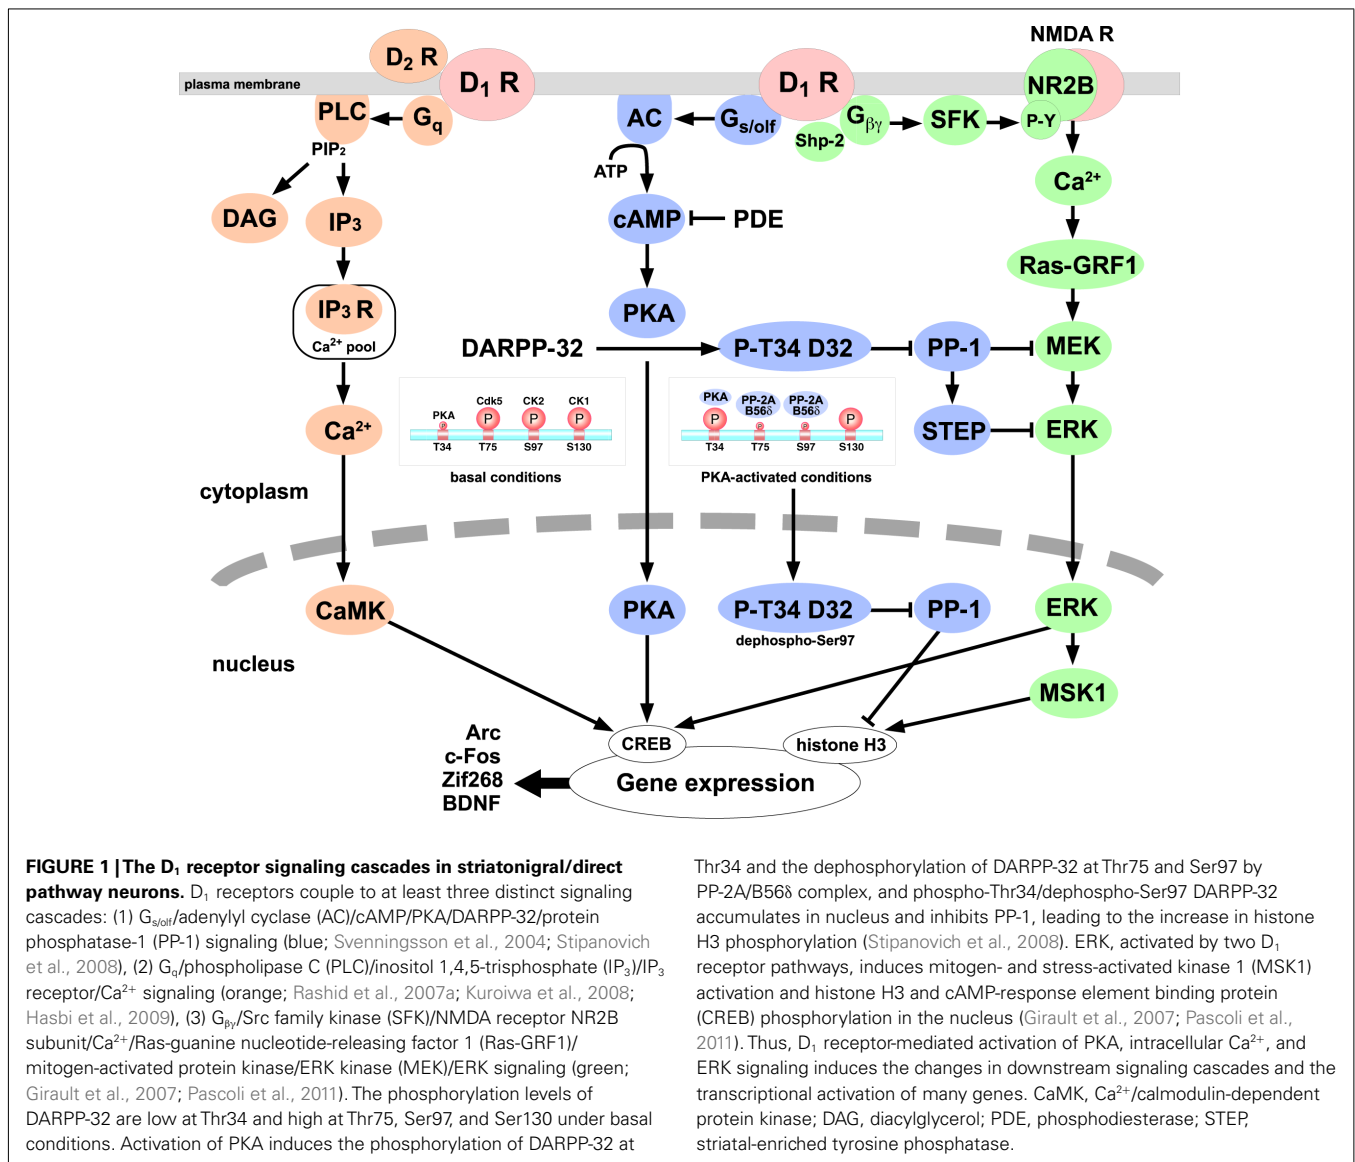 NMDA R
D₂ R
plasma membrane
D₁ R
D₁ R
NR2B
PLC
Gq
AC
Gs/olf
Gβγ
Shp-2
SFK
P-Y
PIP₂
ATP
Ca²⁺
DAG
IP₃
cAMP
PDE
Ras-GRF1
IP₃ R
Ca²⁺ pool
PKA
DARPP-32
P-T34 D32
PP-1
MEK
PKA
Cdk5
CK2
CK1
P
P
P
P
T34
T75
S97
S130
basal conditions
PKA
PP-2A
B56δ
PP-2A
B56δ
P
P
P
P
T34
T75
S97
S130
PKA-activated conditions
Ca²⁺
STEP
ERK
cytoplasm
CaMK
PKA
P-T34 D32
dephospho-Ser97
PP-1
ERK
nucleus
MSK1
Arc
c-Fos
Zif268
BDNF
CREB
histone H3
Gene expression
FIGURE 1 | The D₁ receptor signaling cascades in striatonigral/direct
pathway neurons. D₁ receptors couple to at least three distinct signaling
cascades: (1) Gs/olf/adenylyl cyclase (AC)/cAMP/PKA/DARPP-32/protein
phosphatase-1 (PP-1) signaling (blue; Svenningsson et al., 2004; Stipanovich
et al., 2008), (2) Gq/phospholipase C (PLC)/inositol 1,4,5-trisphosphate (IP₃)/IP₃
receptor/Ca²⁺ signaling (orange; Rashid et al., 2007a; Kuroiwa et al., 2008;
Hasbi et al., 2009), (3) Gβγ/Src family kinase (SFK)/NMDA receptor NR2B
subunit/Ca²⁺/Ras-guanine nucleotide-releasing factor 1 (Ras-GRF1)/
mitogen-activated protein kinase/ERK kinase (MEK)/ERK signaling (green;
Girault et al., 2007; Pascoli et al., 2011). The phosphorylation levels of
DARPP-32 are low at Thr34 and high at Thr75, Ser97, and Ser130 under basal
conditions. Activation of PKA induces the phosphorylation of DARPP-32 at
Thr34 and the dephosphorylation of DARPP-32 at Thr75 and Ser97 by
PP-2A/B56δ complex, and phospho-Thr34/dephospho-Ser97 DARPP-32
accumulates in nucleus and inhibits PP-1, leading to the increase in histone
H3 phosphorylation (Stipanovich et al., 2008). ERK, activated by two D₁
receptor pathways, induces mitogen- and stress-activated kinase 1 (MSK1)
activation and histone H3 and cAMP-response element binding protein
(CREB) phosphorylation in the nucleus (Girault et al., 2007; Pascoli et al.,
2011). Thus, D₁ receptor-mediated activation of PKA, intracellular Ca²⁺, and
ERK signaling induces the changes in downstream signaling cascades and the
transcriptional activation of many genes. CaMK, Ca²⁺/calmodulin-dependent
protein kinase; DAG, diacylglycerol; PDE, phosphodiesterase; STEP,
striatal-enriched tyrosine phosphatase.